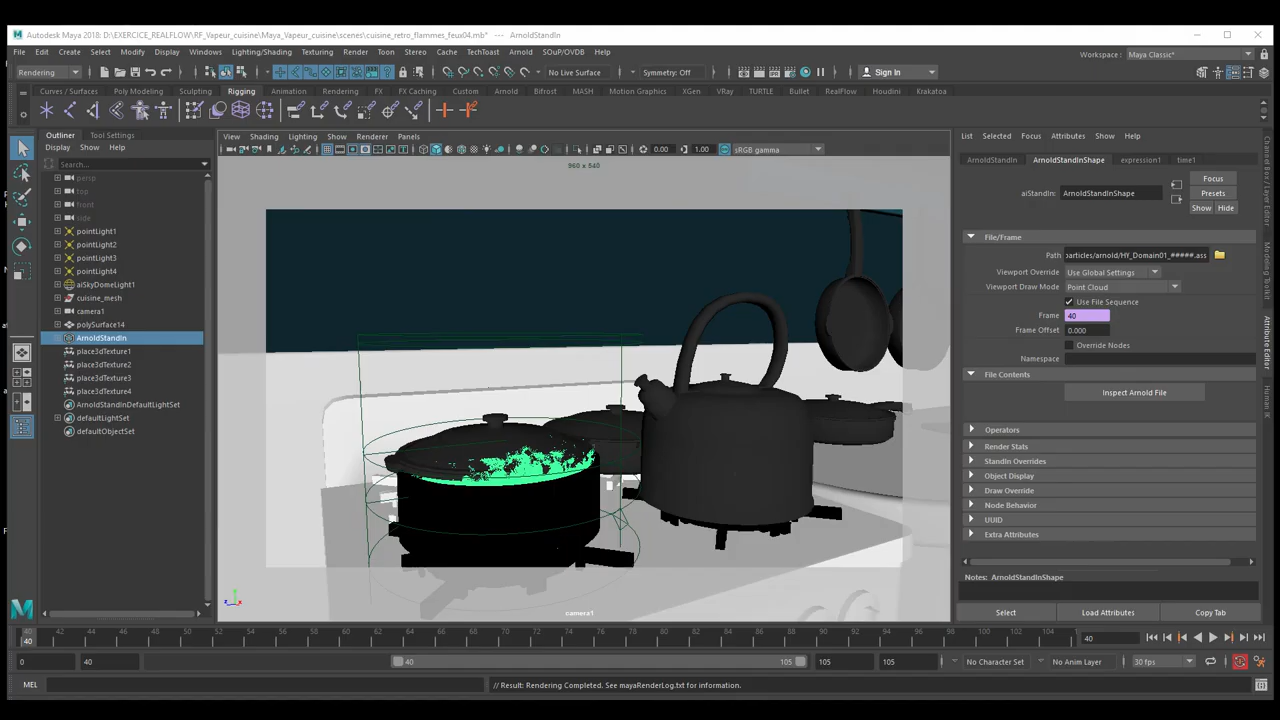 Autodesk Maya 2018: D:\EXERCICE_REALFLOW\RF_Vapeur_cuisine\Maya_Vapeur_cuisine\scenes\cuisine_retro_flammes_feux04.mb* --- ArnoldStandIn
File Edit Create Select Modify Display Windows Lighting/Shading Texturing Render Toon Stereo Cache TechToast Arnold SOuP/OVDB Help
Workspace : Maya Classic*
Rendering No Live Surface Symmetry: Off Sign In
Curves / Surfaces Poly Modeling Sculpting Rigging Animation Rendering FX FX Caching Custom Arnold Bifrost MASH Motion Graphics XGen VRay TURTLE Bullet RealFlow Houdini Krakatoa
Outliner Tool Settings
Display Show Help
Search...
persp
top
front
side
pointLight1
pointLight2
pointLight3
pointLight4
aiSkyDomeLight1
cuisine_mesh
camera1
polySurface14
ArnoldStandIn
place3dTexture1
place3dTexture2
place3dTexture3
place3dTexture4
ArnoldStandInDefaultLightSet
defaultLightSet
defaultObjectSet
View Shading Lighting Show Renderer Panels
0.00 1.00 sRGB gamma
960 x 540
camera1
List Selected Focus Attributes Show Help
ArnoldStandIn ArnoldStandInShape expression1 time1
Focus
aiStandIn: ArnoldStandInShape Presets
Show Hide
File/Frame
Path particles/arnold/HY_Domain01_#####.ass
Viewport Override Use Global Settings
Viewport Draw Mode Point Cloud
Use File Sequence
Frame 40
Frame Offset 0.000
Override Nodes
Namespace
File Contents
Inspect Arnold File
Operators
Render Stats
StandIn Overrides
Object Display
Draw Override
Node Behavior
UUID
Extra Attributes
Notes: ArnoldStandInShape
Select Load Attributes Copy Tab
Channel Box / Layer Editor
Modeling Toolkit
Attribute Editor
Human IK
40 42 44 46 48 50 52 54 56 58 60 62 64 66 68 70 72 74 76 78 80 82 84 86 88 90 92 94 96 98 100 102 104
40 40
0 40 40 105 105 105 No Character Set No Anim Layer 30 fps
MEL // Result: Rendering Completed. See mayaRenderLog.txt for information.